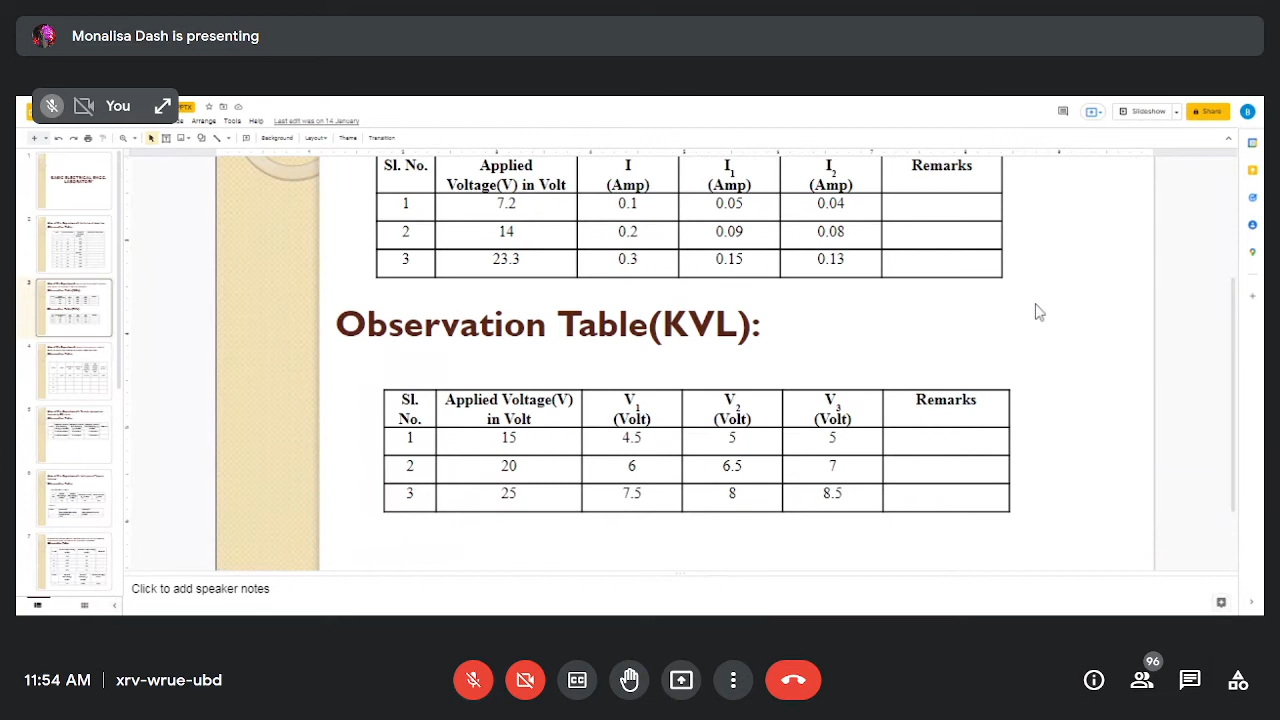 Monalisa Dash is presenting
You
PTX
Arrange Tools Help Last edit was on 14 January
Slideshow
Share
B
Background Layout Theme Transition
BASIC ELECTRICAL ENGG. LABORATORY
Sl. No. Applied Voltage(V) in Volt I (Amp) I1 (Amp) I2 (Amp) Remarks
1 7.2 0.1 0.05 0.04
2 14 0.2 0.09 0.08
3 23.3 0.3 0.15 0.13
Observation Table(KVL):
Sl. No. Applied Voltage(V) in Volt V1 (Volt) V2 (Volt) V3 (Volt) Remarks
1 15 4.5 5 5
2 20 6 6.5 7
3 25 7.5 8 8.5
Click to add speaker notes
11:54 AM | xrv-wrue-ubd
96